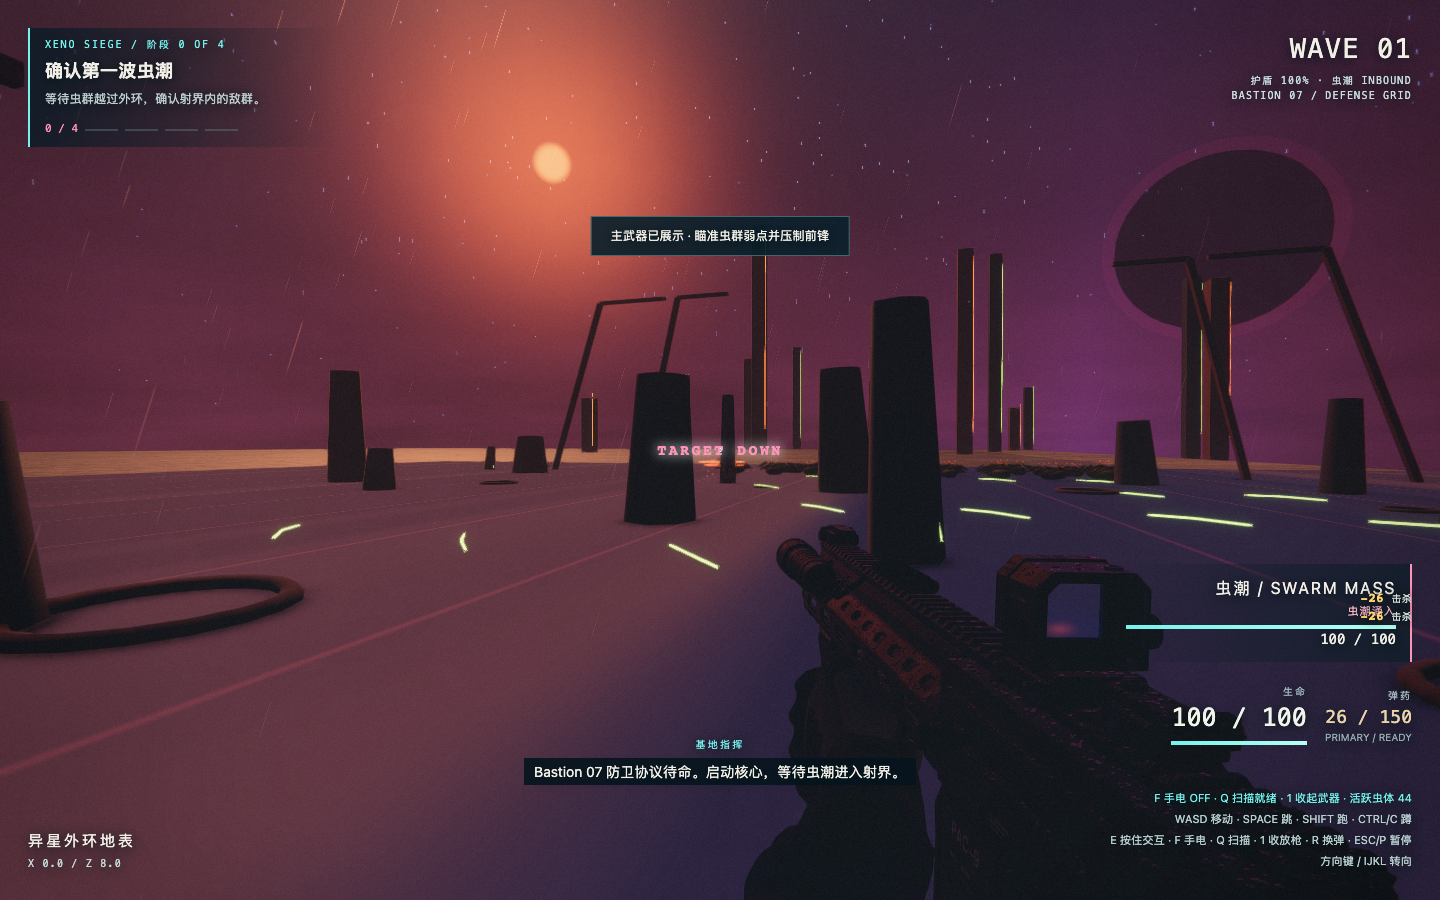 XENO SIEGE / 阶段 0 OF 4
确认第一波虫潮
等待虫群越过外环，确认射界内的敌群。
0 / 4
WAVE 01
护盾 100% · 虫潮 INBOUND
BASTION 07 / DEFENSE GRID
主武器已展示 · 瞄准虫群弱点并压制前锋
TARGET DOWN
虫潮 / SWARM MASS
-26 击杀
虫潮涌入
-26 击杀
100 / 100
生命
100 / 100
弹药
26 / 150
PRIMARY / READY
基地指挥
Bastion 07 防卫协议待命。启动核心，等待虫潮进入射界。
F 手电 OFF · Q 扫描就绪 · 1 收起武器 · 活跃虫体 44
WASD 移动 · SPACE 跳 · SHIFT 跑 · CTRL/C 蹲
E 按住交互 · F 手电 · Q 扫描 · 1 收放枪 · R 换弹 · ESC/P 暂停
方向键 / IJKL 转向
异星外环地表
X 0.0 / Z 8.0